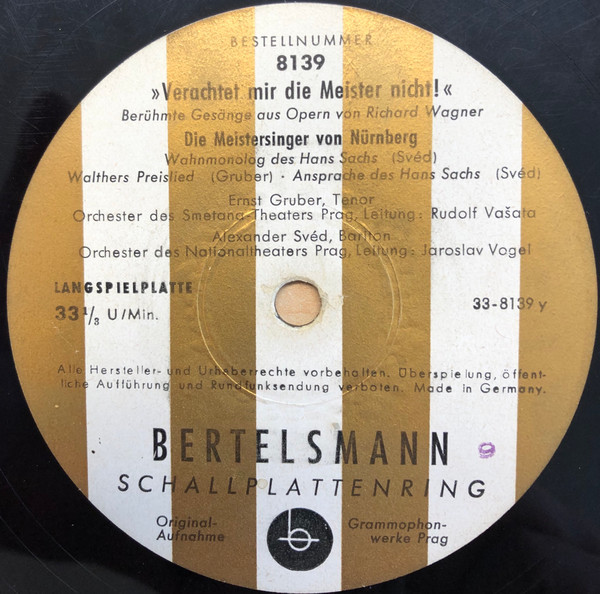 BESTELLNUMMER
8139
»Verachtet mir die Meister nicht!«
Berühmte Gesänge aus Opern von Richard Wagner
Die Meistersinger von Nürnberg
Wahnmonolog des Hans Sachs (Svéd)
Walthers Preislied (Gruber) · Ansprache des Hans Sachs (Svéd)
Ernst Gruber, Tenor
Orchester des Smetana-Theaters Prag, Leitung: Rudolf Vašata
Alexander Svéd, Bariton
Orchester des Nationaltheaters Prag, Leitung: Jaroslav Vogel
LANGSPIELPLATTE
33 1/3 U/Min.
33-8139 y
Alle Hersteller- und Urheberrechte vorbehalten. Überspielung, öffent-
liche Aufführung und Rundfunksendung verboten. Made in Germany.
BERTELSMANN
SCHALLPLATTENRING
Original-
Aufnahme
b
Grammophon-
werke Prag